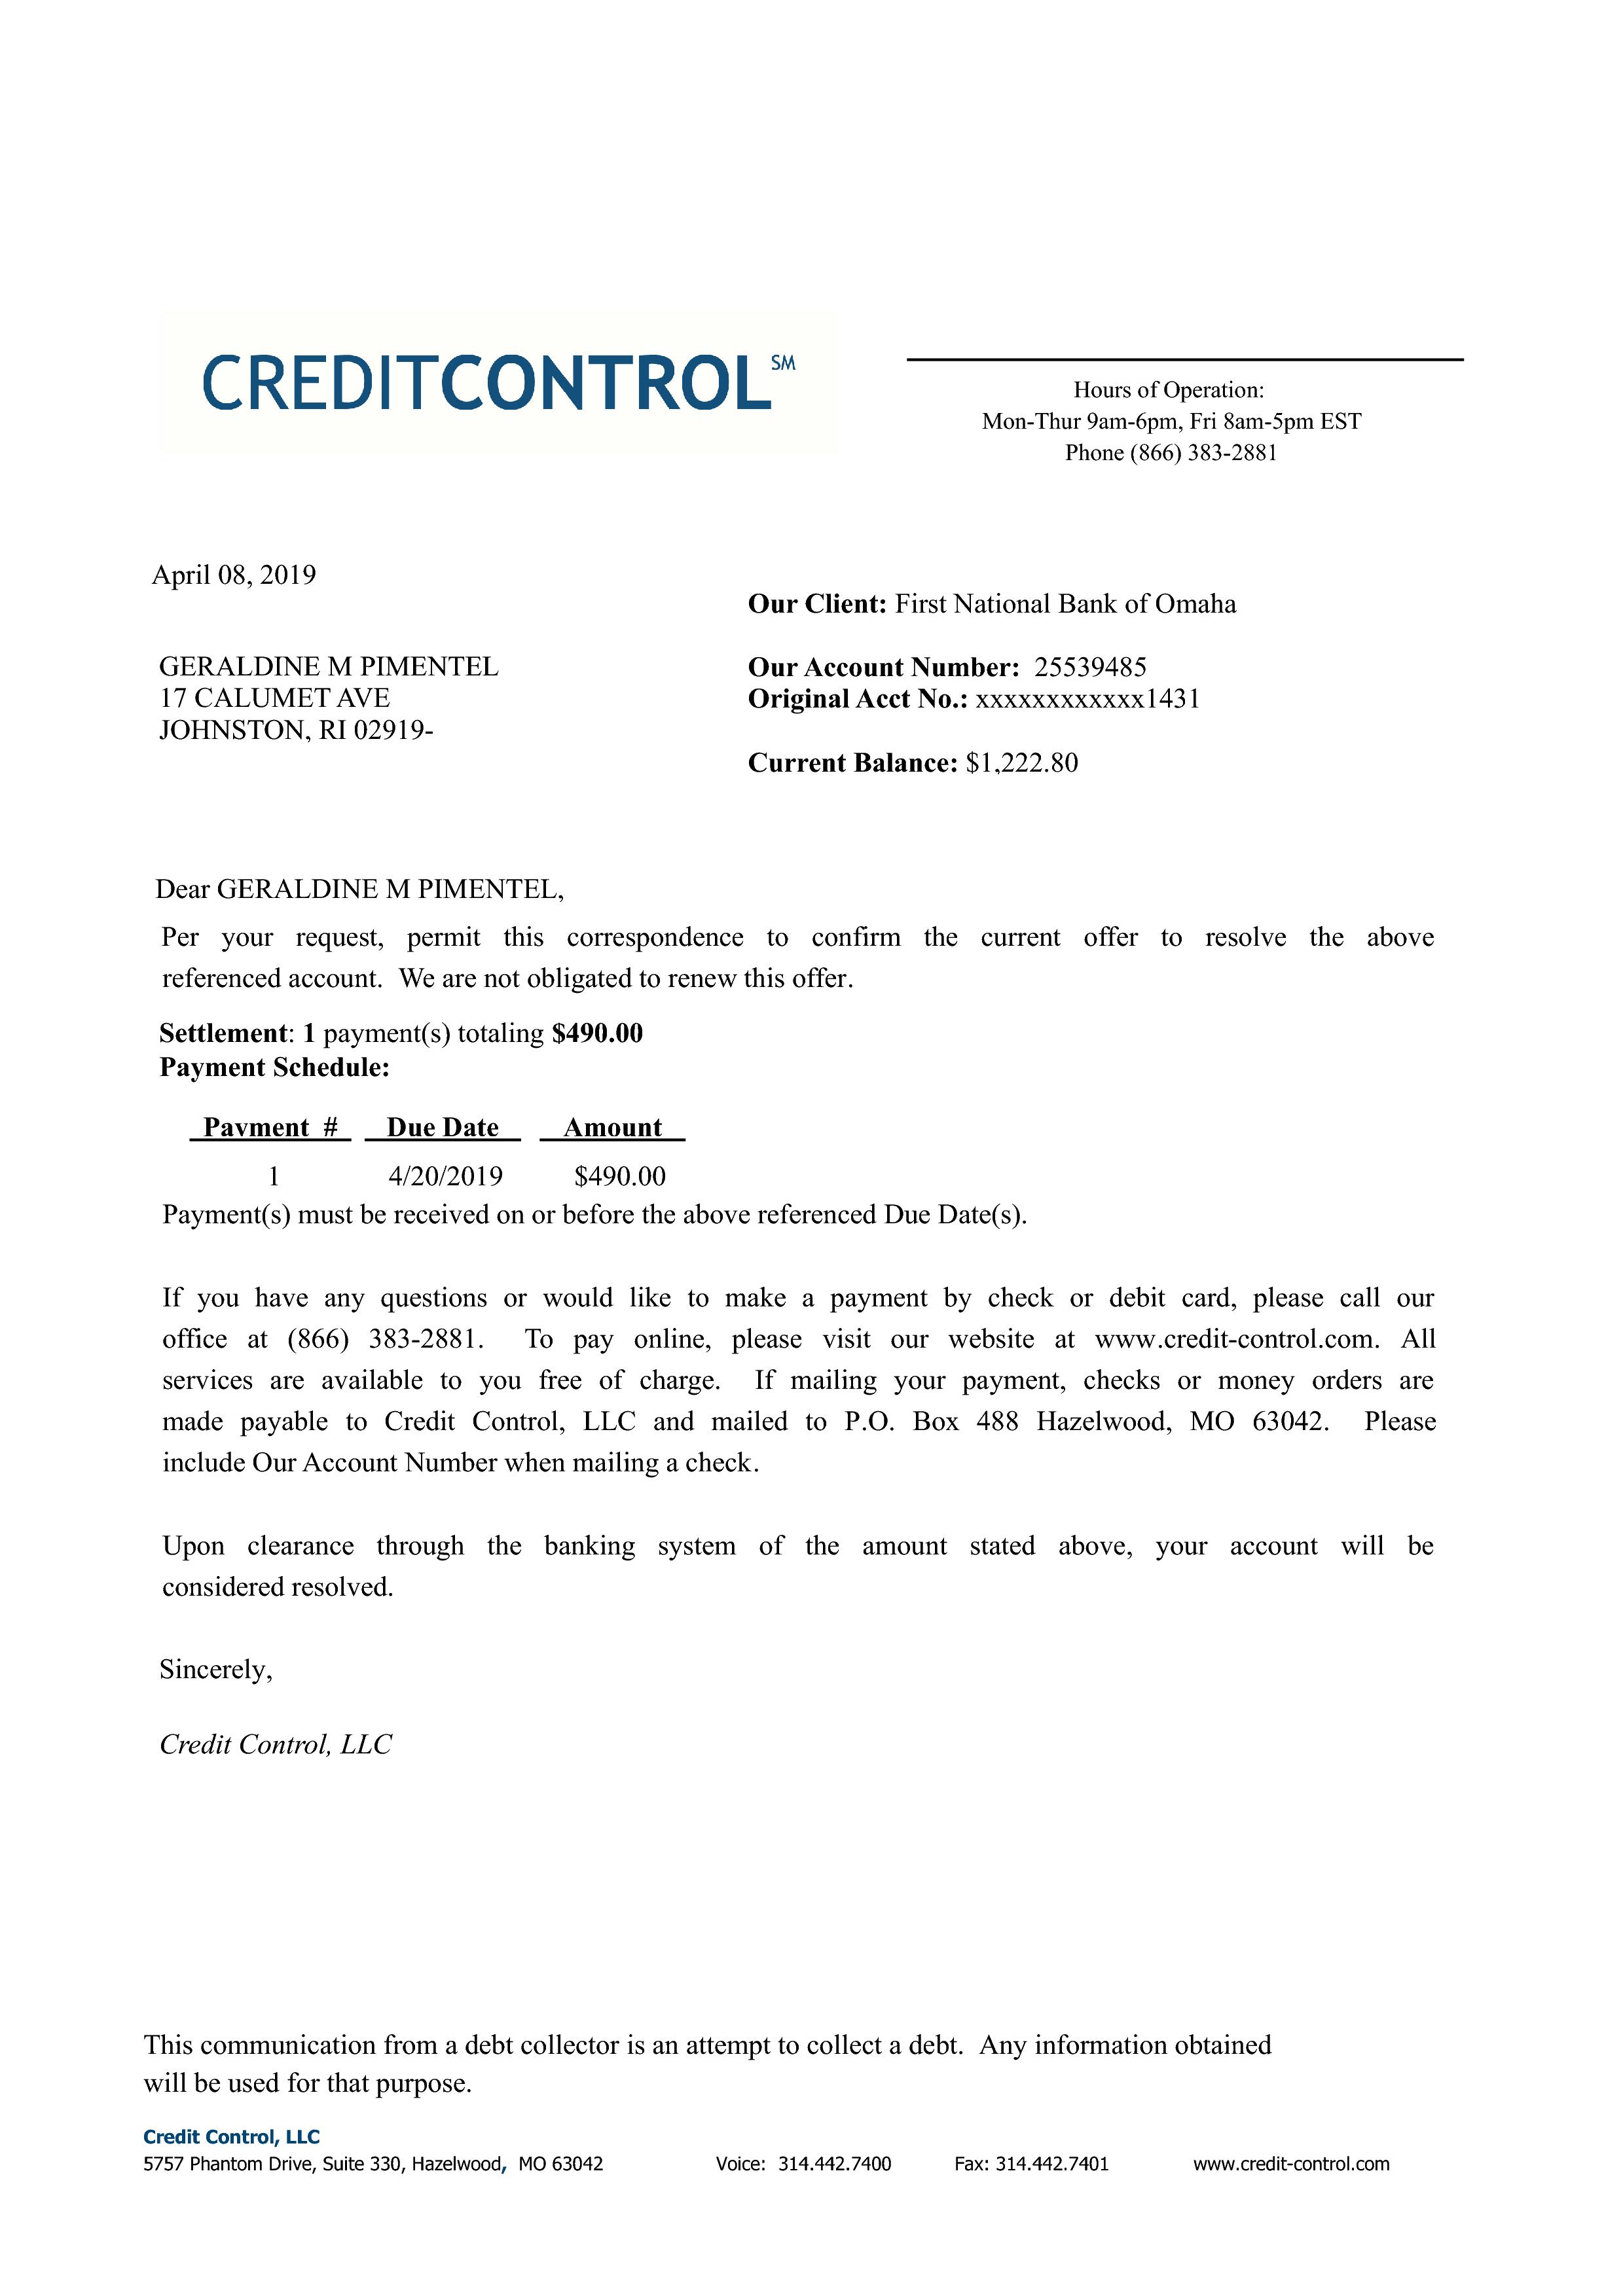 CREDITCONTROL SM
Hours of Operation:
Mon-Thur 9am-6pm, Fri 8am-5pm EST
Phone (866) 383-2881
April 08, 2019
Our Client: First National Bank of Omaha
GERALDINE M PIMENTEL
17 CALUMET AVE
JOHNSTON, RI 02919-
Our Account Number: 25539485
Original Acct No.: xxxxxxxxxxxx1431
Current Balance: $1,222.80
Dear GERALDINE M PIMENTEL,
Per your request, permit this correspondence to confirm the current offer to resolve the above
referenced account. We are not obligated to renew this offer.
Settlement: 1 payment(s) totaling $490.00
Payment Schedule:
Payment # Due Date Amount
1 4/20/2019 $490.00
Payment(s) must be received on or before the above referenced Due Date(s).
If you have any questions or would like to make a payment by check or debit card, please call our
office at (866) 383-2881. To pay online, please visit our website at www.credit-control.com. All
services are available to you free of charge. If mailing your payment, checks or money orders are
made payable to Credit Control, LLC and mailed to P.O. Box 488 Hazelwood, MO 63042. Please
include Our Account Number when mailing a check.
Upon clearance through the banking system of the amount stated above, your account will be
considered resolved.
Sincerely,
Credit Control, LLC
This communication from a debt collector is an attempt to collect a debt. Any information obtained
will be used for that purpose.
Credit Control, LLC
5757 Phantom Drive, Suite 330, Hazelwood, MO 63042 Voice: 314.442.7400 Fax: 314.442.7401 www.credit-control.com